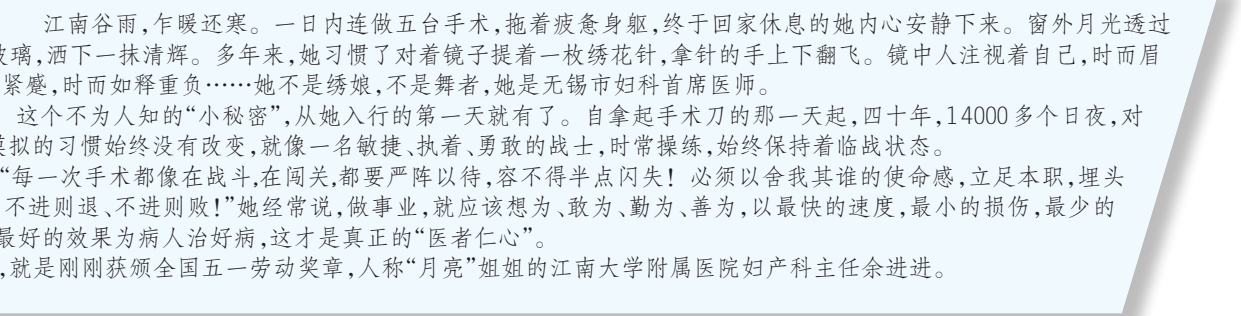 江南谷雨,乍暖还寒。一日内连做五台手术,拖着疲惫身躯,终于回家休息的她内心安静下来。窗外月光透过
玻璃,洒下一抹清辉。多年来,她习惯了对着镜子提着一枚绣花针,拿针的手上下翻飞。镜中人注视着自己,时而眉
紧蹙,时而如释重负……她不是绣娘,不是舞者,她是无锡市妇科首席医师。
这个不为人知的“小秘密”,从她入行的第一天就有了。自拿起手术刀的那一天起,四十年,14000多个日夜,对
模拟的习惯始终没有改变,就像一名敏捷、执着、勇敢的战士,时常操练,始终保持着临战状态。
“每一次手术都像在战斗,在闯关,都要严阵以待,容不得半点闪失！必须以舍我其谁的使命感,立足本职,埋头
不进则退、不进则败!”她经常说,做事业,就应该想为、敢为、勤为、善为,以最快的速度,最小的损伤,最少的
最好的效果为病人治好病,这才是真正的“医者仁心”。
,就是刚刚获颁全国五一劳动奖章,人称“月亮”姐姐的江南大学附属医院妇产科主任余进进。